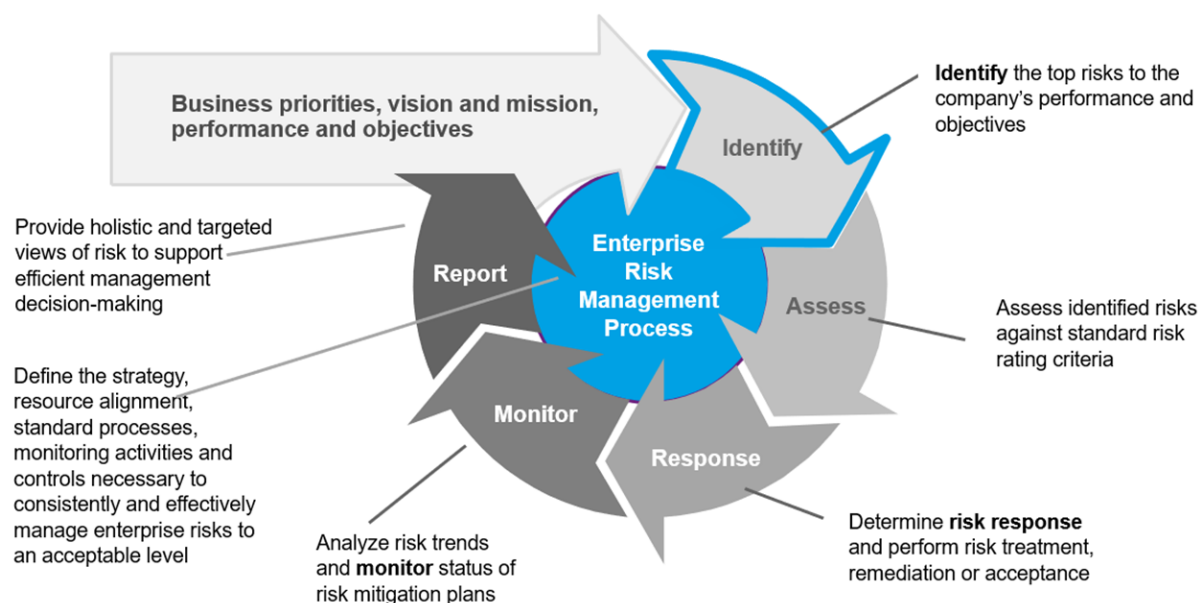 Business priorities, vision and mission,
performance and objectives
Identify
Identify the top risks to the
company's performance and
objectives
Assess
Assess identified risks
against standard risk
rating criteria
Response
Determine risk response
and perform risk treatment,
remediation or acceptance
Monitor
Analyze risk trends
and monitor status of
risk mitigation plans
Report
Provide holistic and targeted
views of risk to support
efficient management
decision-making
Enterprise
Risk
Management
Process
Define the strategy,
resource alignment,
standard processes,
monitoring activities and
controls necessary to
consistently and effectively
manage enterprise risks to
an acceptable level